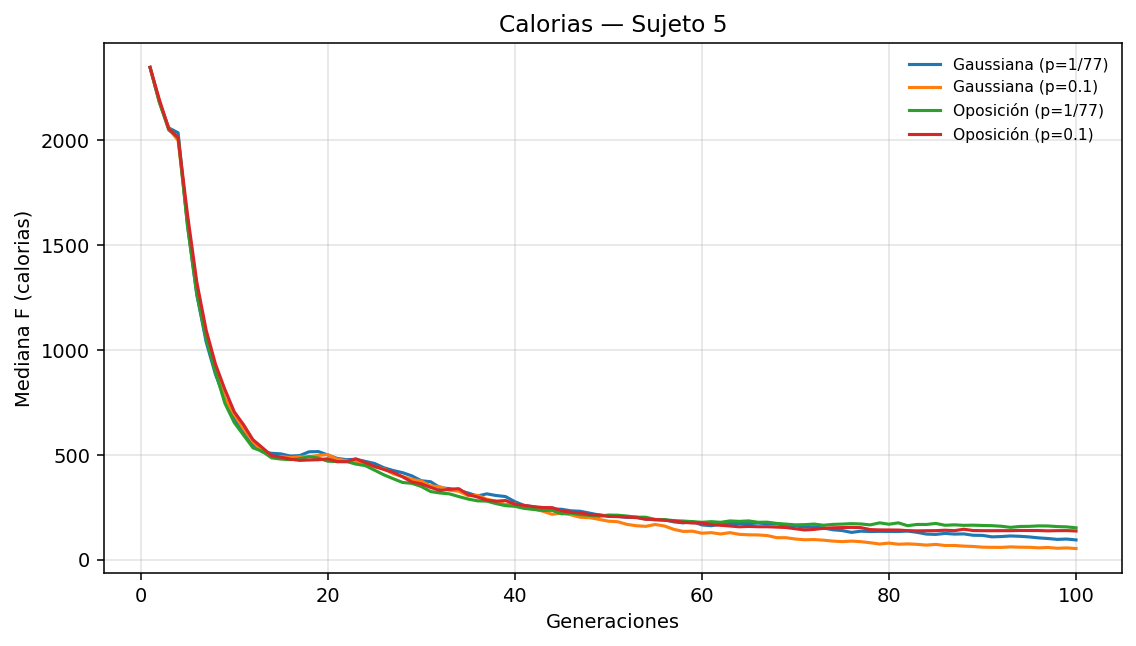 Calorias — Sujeto 5
Gaussiana (p=1/77)
Gaussiana (p=0.1)
Oposición (p=1/77)
Oposición (p=0.1)
Mediana F (calorias)
2000
1500
1000
500
0
0 20 40 60 80 100
Generaciones